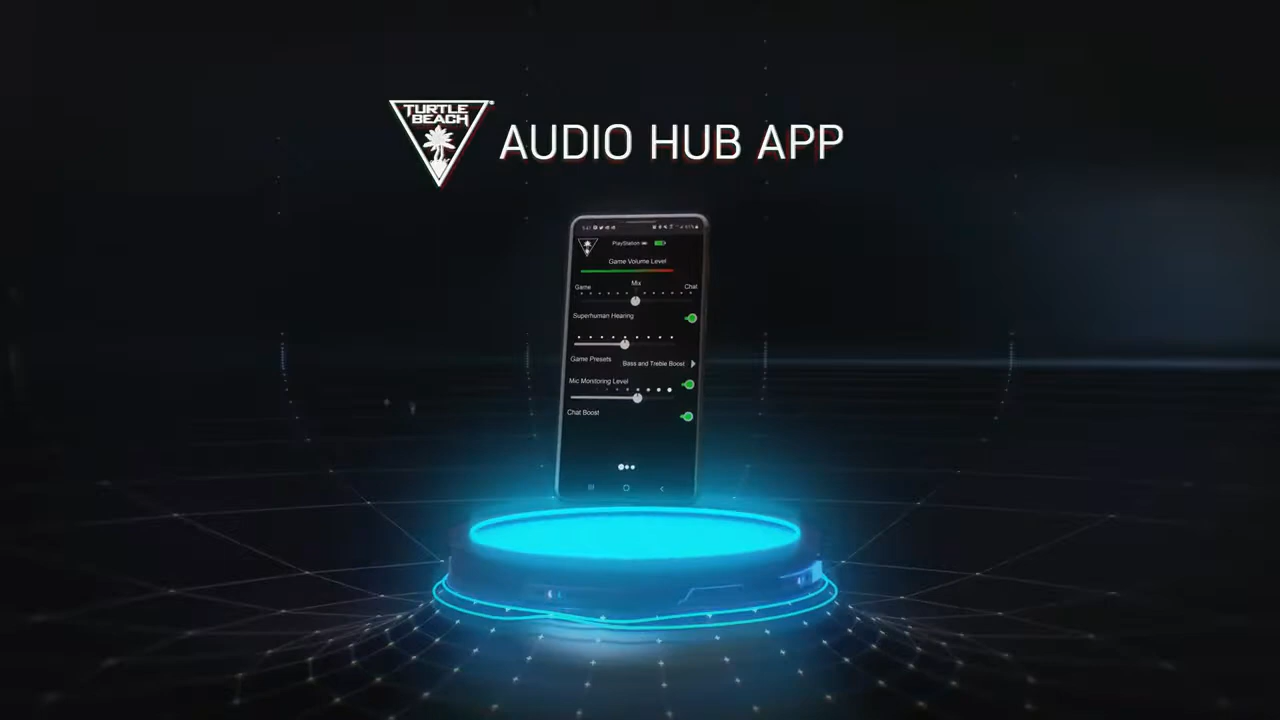 TURTLE
BEACH
AUDIO HUB APP
PlayStation
Game Volume Level
Mix
Game
Chat
Superhuman Hearing
Game Presets
Bass and Treble Boost
Mic Monitoring Level
Chat Boost